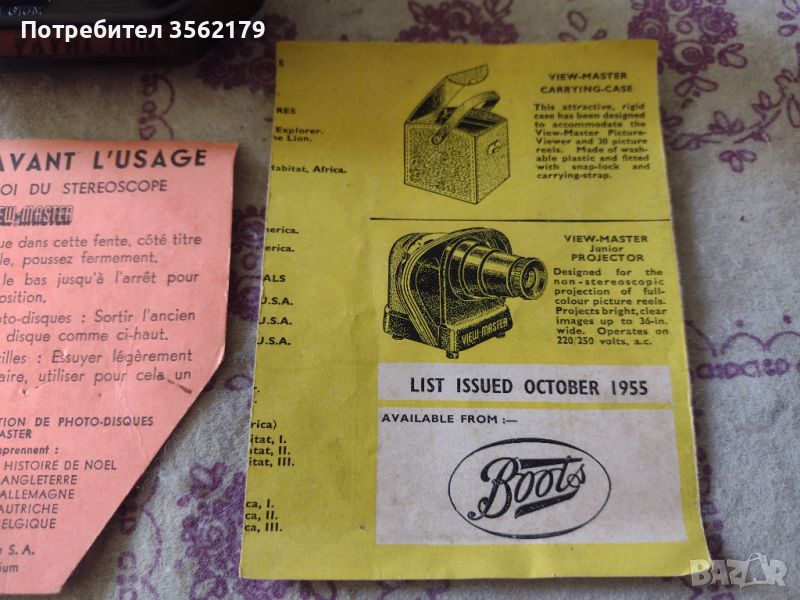 Потребител 3562179
GIUM
AVANT L'USAGE
OI DU STEREOSCOPE
VIEW-MASTER
ue dans cette fente, côté titre
le, poussez fermement.
le bas jusqu'à l'arrêt pour
osition.
oto-disques : Sortir l'ancien
disque comme ci-haut.
illes : Essuyer légèrement
aire, utiliser pour cela un
TION DE PHOTO-DISQUES
ASTER
mprennent :
HISTOIRE DE NOEL
ANGLETERRE
ALLEMAGNE
AUTRICHE
BELGIQUE
e S. A.
ium
S
RES
Explorer.
he Lion.
Habitat, Africa.
merica.
merica.
ALS
U.S.A.
U.S.A.
U.S.A.
r.
rica)
itat, I.
tat, II.
itat, III.
ca, I.
ca, II.
ca, III.
VIEW-MASTER
CARRYING-CASE
This attractive, rigid
case has been designed
to accommodate the
View-Master Picture-
Viewer and 30 picture
reels. Made of wash-
able plastic and fitted
with snap-lock and
carrying-strap.
VIEW-MASTER
VIEW-MASTER
Junior
PROJECTOR
Designed for the
non-stereoscopic
projection of full-
colour picture reels.
Projects bright, clear
images up to 36-in.
wide. Operates on
220/250 volts, a.c.
LIST ISSUED OCTOBER 1955
AVAILABLE FROM :—
Boots
BAZAR